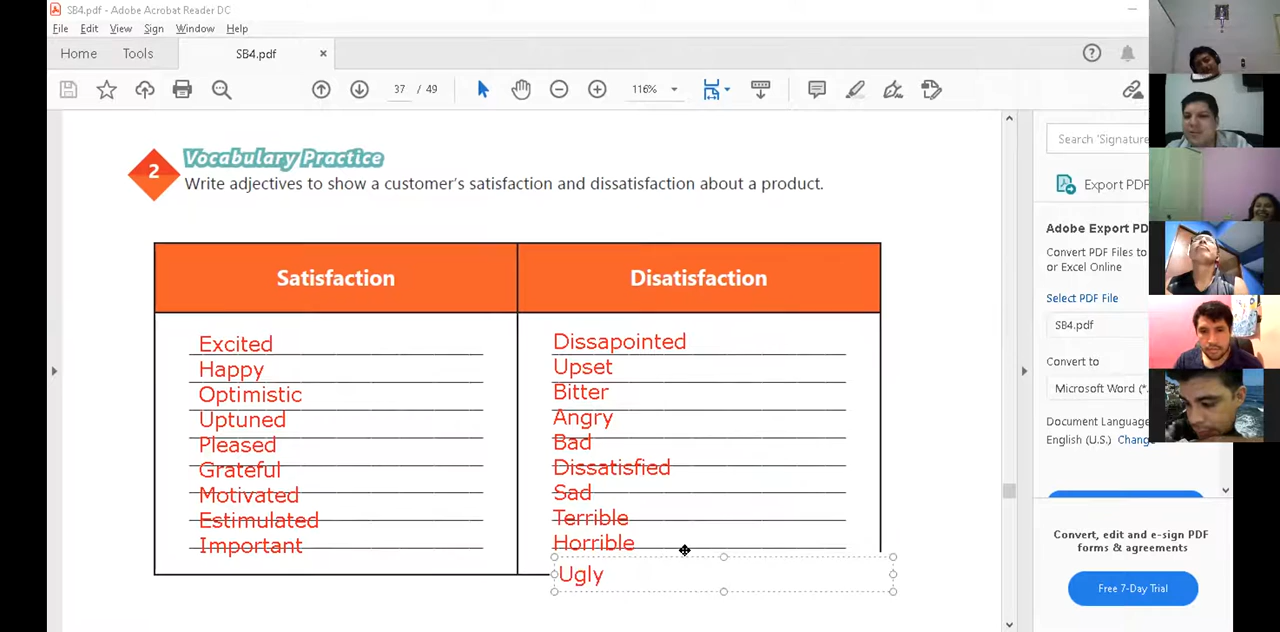 SB4.pdf - Adobe Acrobat Reader DC
File Edit View Sign Window Help
Home Tools SB4.pdf ×
37 / 49 116%
Search 'Signature
2 Vocabulary Practice
Write adjectives to show a customer's satisfaction and dissatisfaction about a product.
Satisfaction Disatisfaction
Excited Dissapointed
Happy Upset
Optimistic Bitter
Uptuned Angry
Pleased Bad
Grateful Dissatisfied
Motivated Sad
Estimulated Terrible
Important Horrible
Ugly
Export PDF
Adobe Export PD
Convert PDF Files to
or Excel Online
Select PDF File
SB4.pdf
Convert to
Microsoft Word (*.
Document Language:
English (U.S.) Change
Convert, edit and e-sign PDF
forms & agreements
Free 7-Day Trial